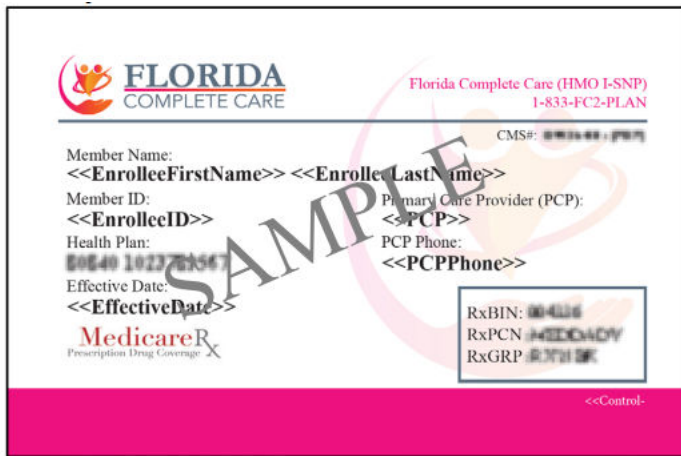 FLORIDA
COMPLETE CARE
Florida Complete Care (HMO I-SNP)
1-833-FC2-PLAN
CMS#:
Member Name:
<<EnrolleeFirstName>> <<EnrolleeLastName>>
Member ID:
<<EnrolleeID>>
Primary Care Provider (PCP):
<<PCP>>
Health Plan:
PCP Phone:
<<PCPPhone>>
Effective Date:
<<EffectiveDate>>
SAMPLE
MedicareRx
Prescription Drug Coverage
RxBIN:
RxPCN
RxGRP
<<Control-